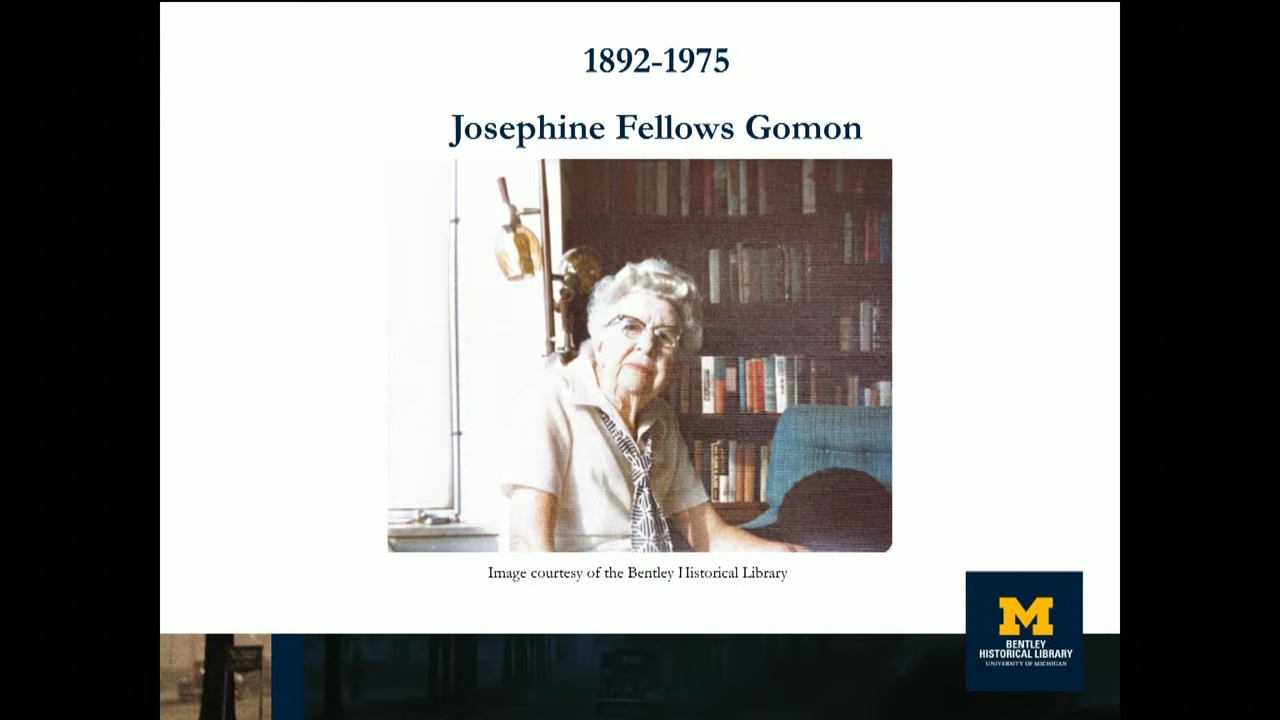 1892-1975
Josephine Fellows Gomon
Image courtesy of the Bentley Historical Library
M
BENTLEY
HISTORICAL LIBRARY
UNIVERSITY OF MICHIGAN